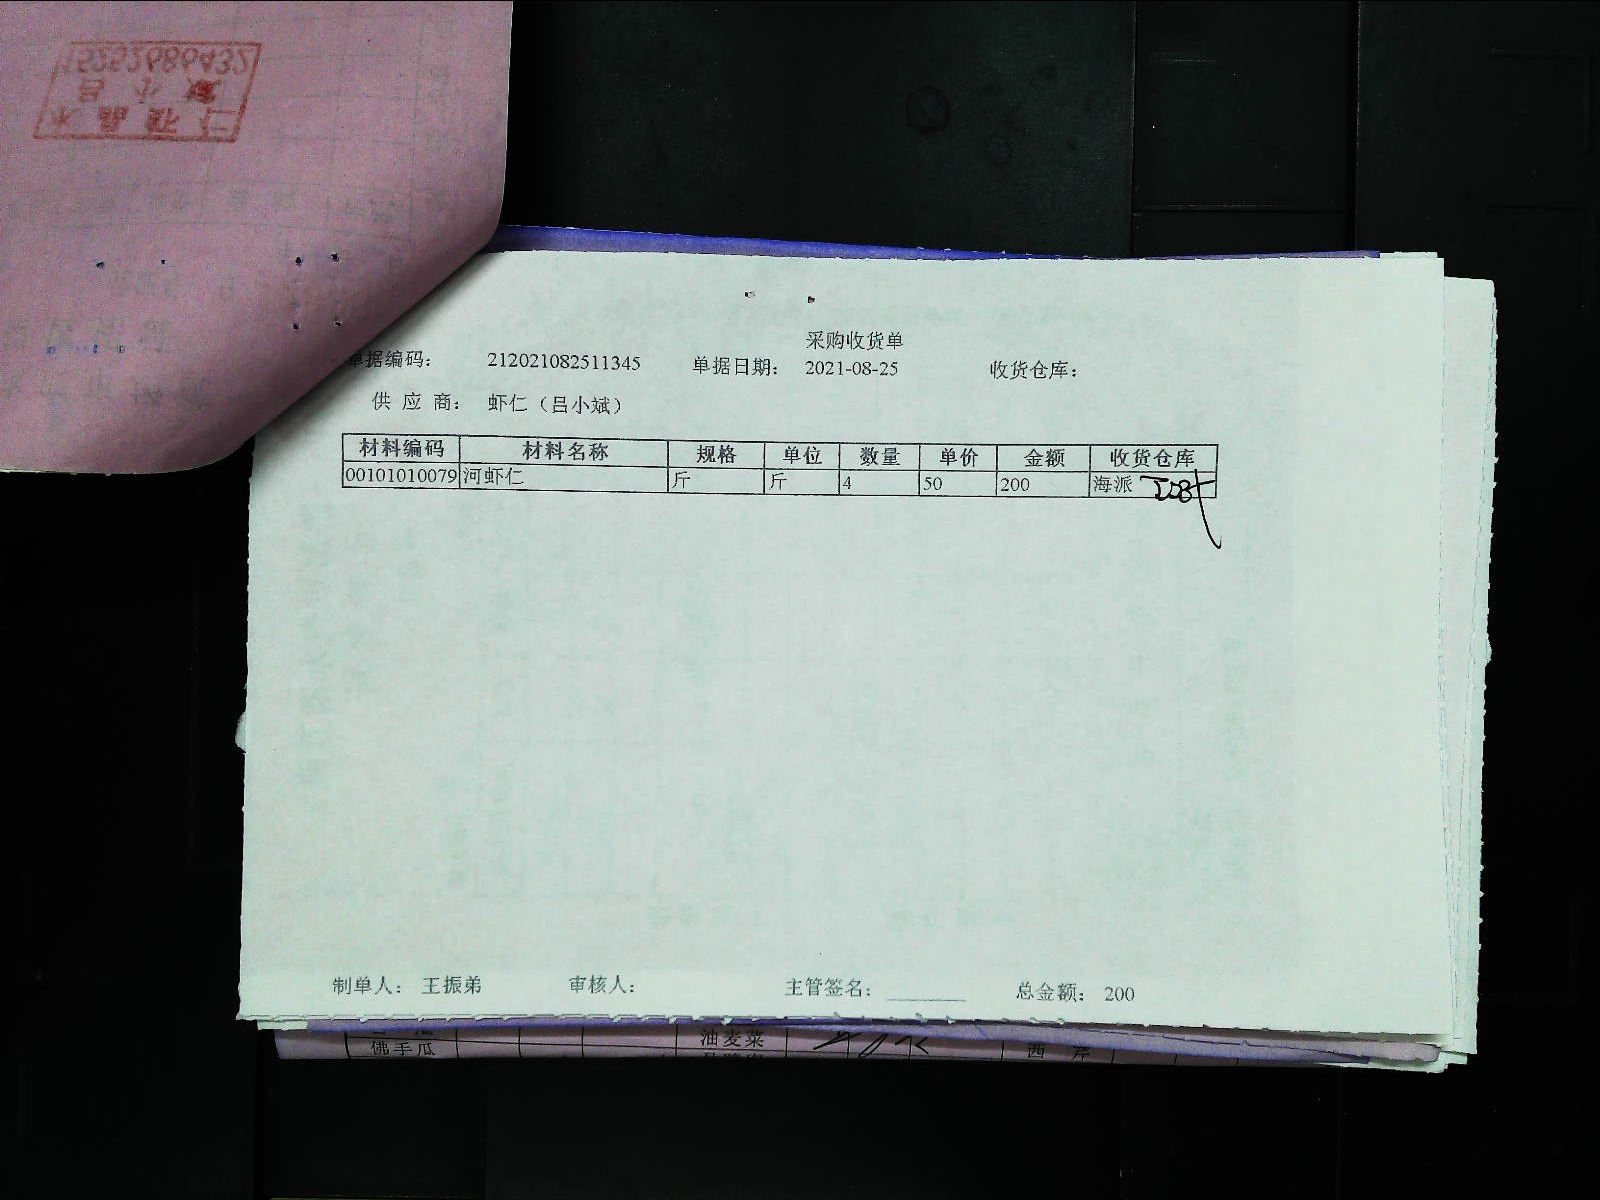 15252686432
采购收货单
单据编码: 212021082511345 单据日期: 2021-08-25 收货仓库:
供 应 商: 虾仁（吕小斌）
材料编码 材料名称 规格 单位 数量 单价 金额 收货仓库
00101010079 河虾仁 斤 斤 4 50 200 海派
制单人: 王振弟 审核人: 主管签名: 总金额: 200
油麦菜
佛手瓜 西 芹